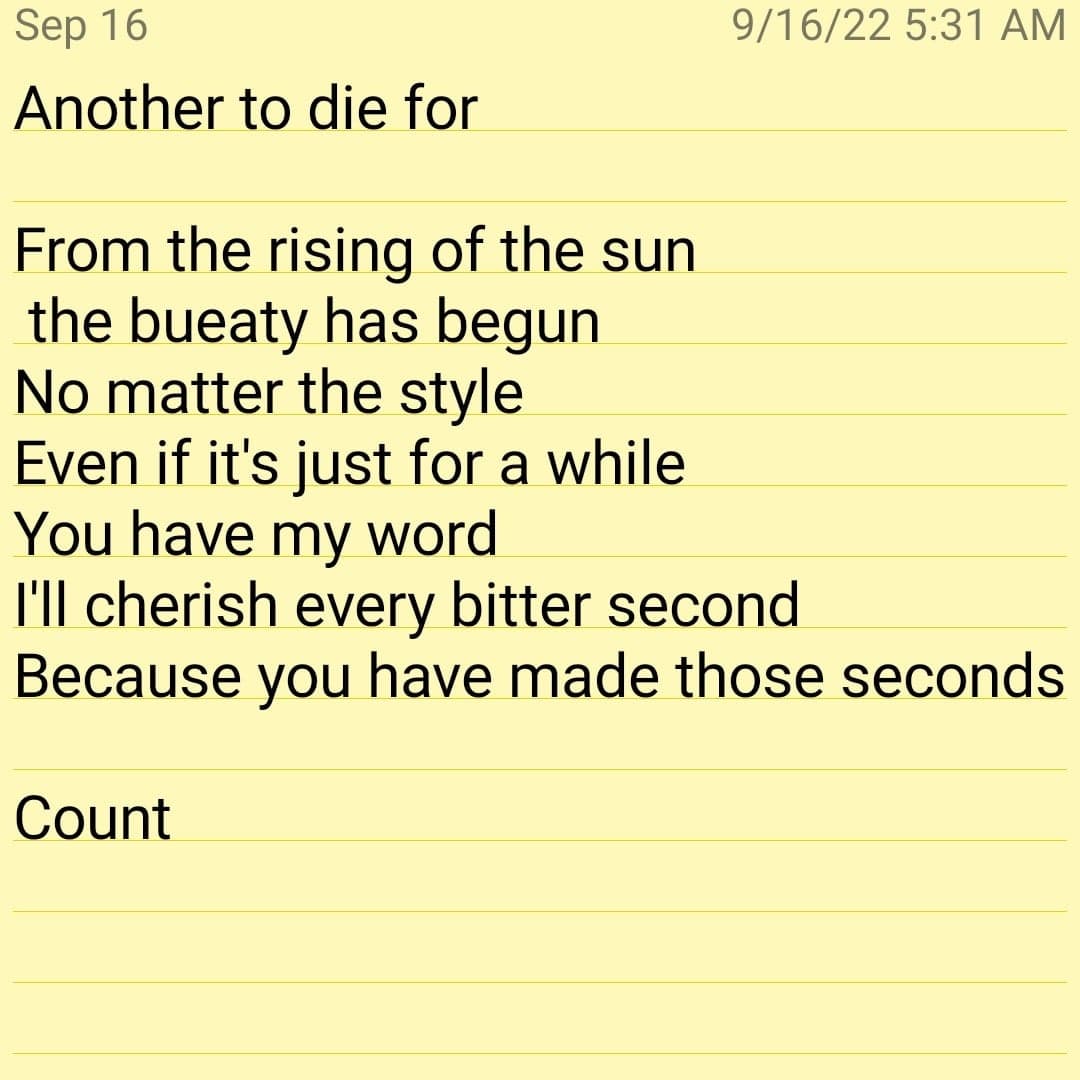 Sep 16 9/16/22 5:31 AM
Another to die for
From the rising of the sun
the bueaty has begun
No matter the style
Even if it's just for a while
You have my word
I'll cherish every bitter second
Because you have made those seconds
Count